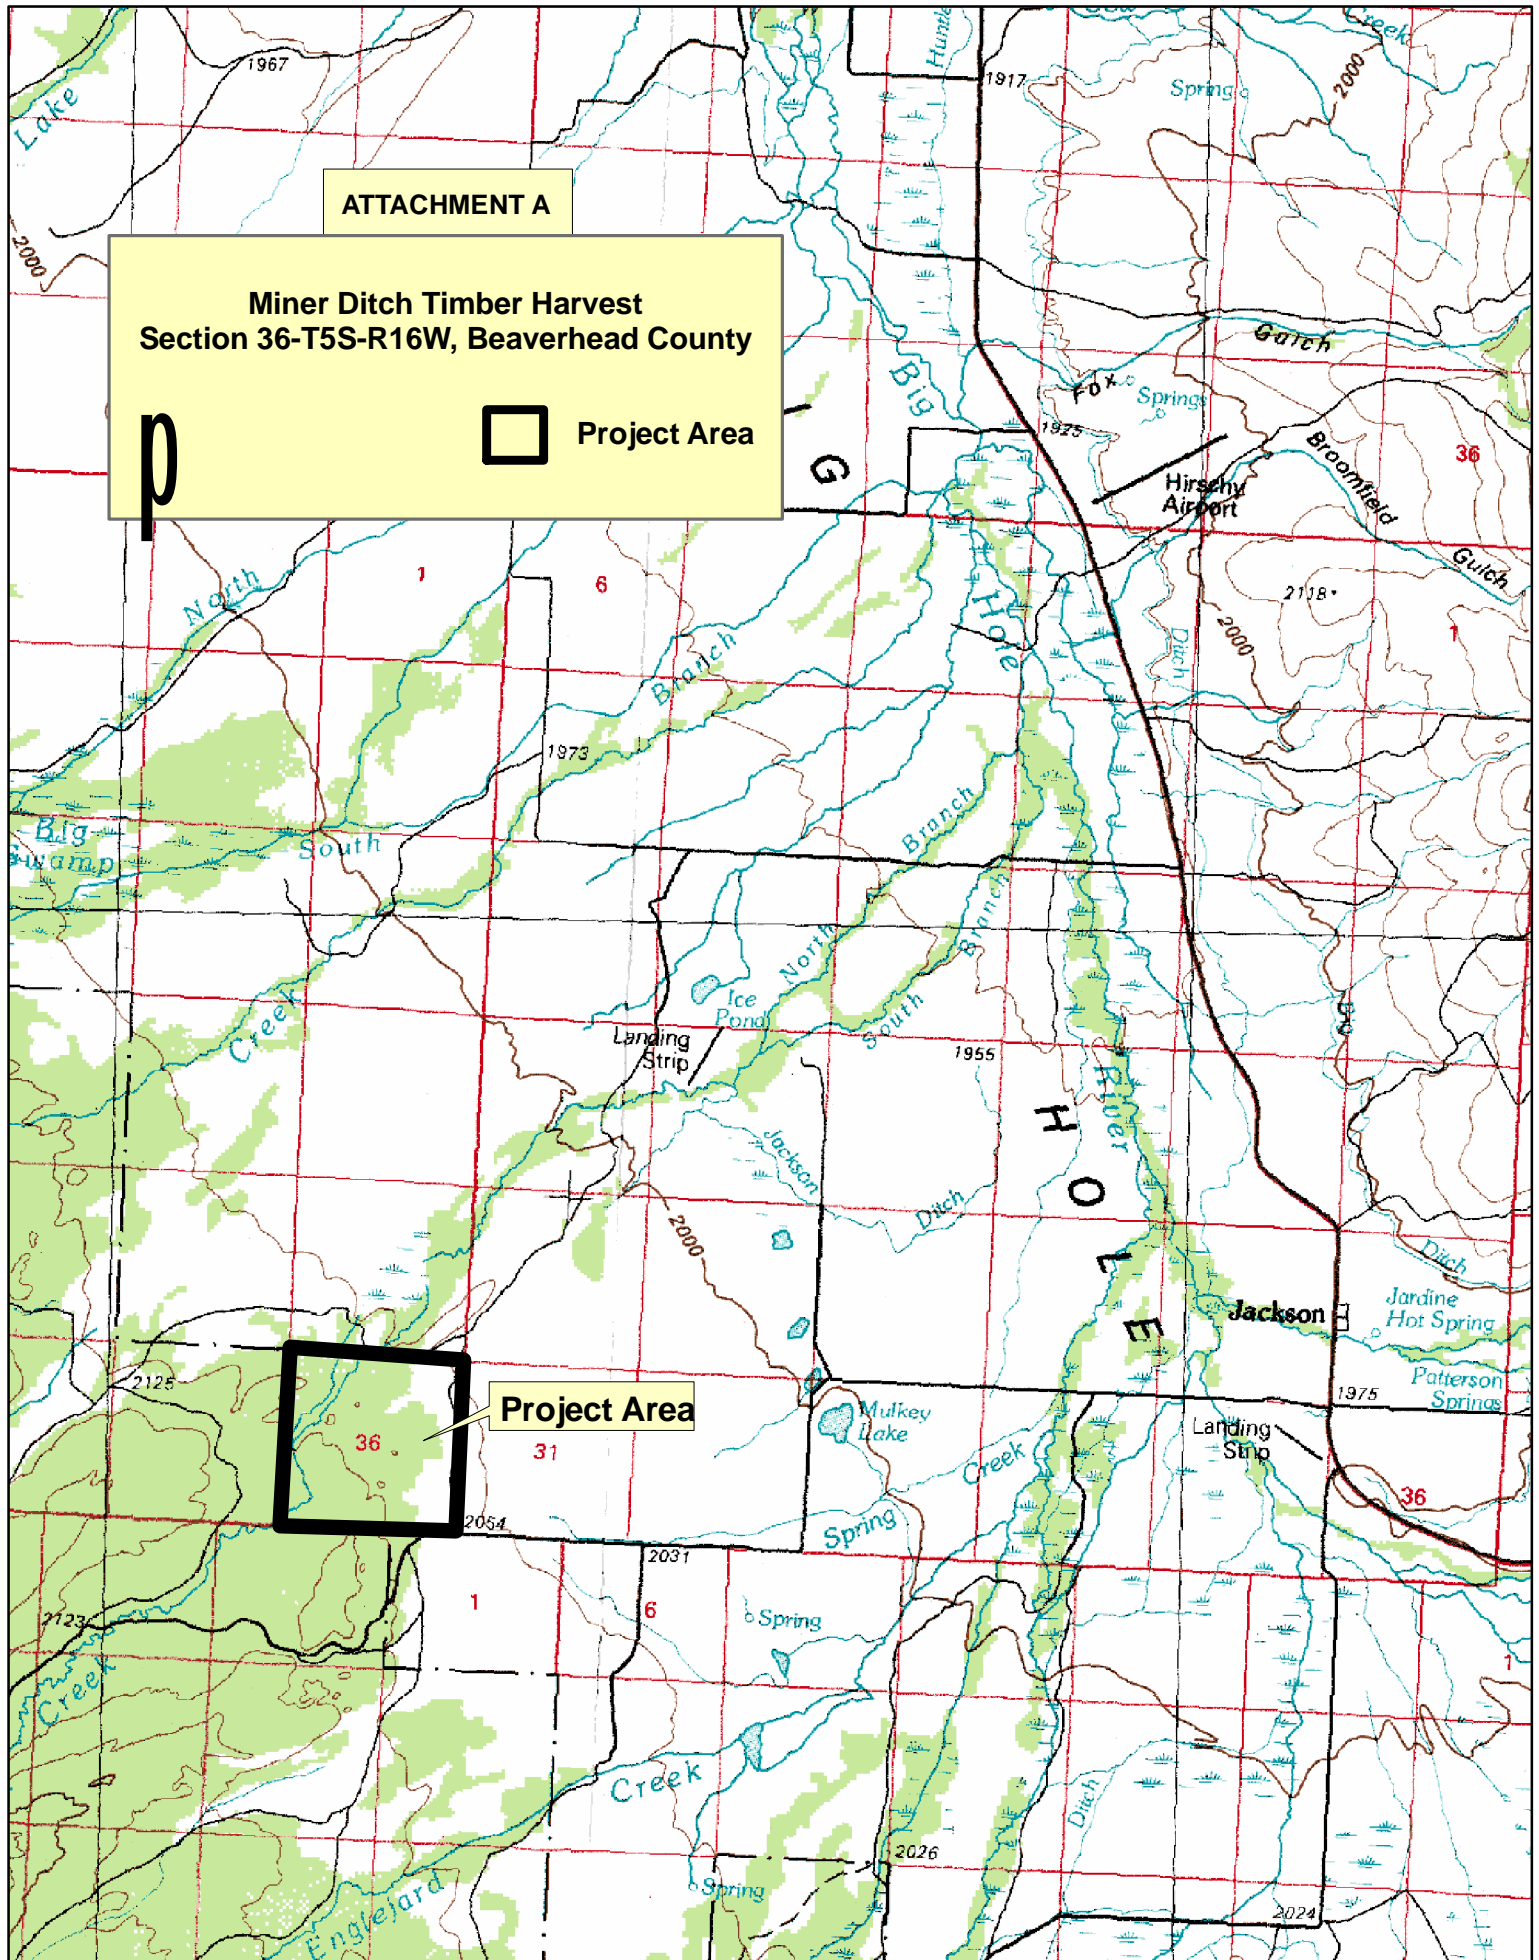 Lake
1967
Huntle
1917
Creek
Spring
2000
2000
ATTACHMENT A
Miner Ditch Timber Harvest
Section 36-T5S-R16W, Beaverhead County
p
Project Area
Big
G
Gulch
Fox
Springs
1925
Hirschy
Airport
Broomfield
Gulch
36
North
1
6
Branch
Hole
2118
2000
Ditch
1
1973
Big
Swamp
South
Branch
Branch
Creek
North
South
Ice
Pond
Landing
Strip
1955
River
H
O
L
E
Jackson
Ditch
Ditch
2000
Jackson
Ditch
Jardine
Hot Spring
Patterson
Springs
1975
2125
36
Project Area
31
Mulkey
Lake
Creek
Landing
Strip
36
2054
Spring
2031
1
6
Spring
2123
Creek
1
Creek
Ditch
2026
Spring
Englejard
2024